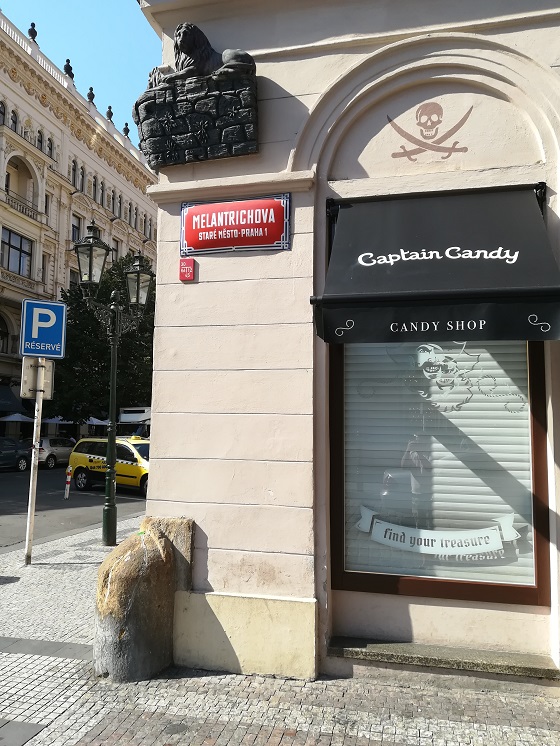 MELANTRICHOVA
STARÉ MĚSTO-PRAHA 1
Captain Candy
CANDY SHOP
P
RÉSERVÉ
find your treasure